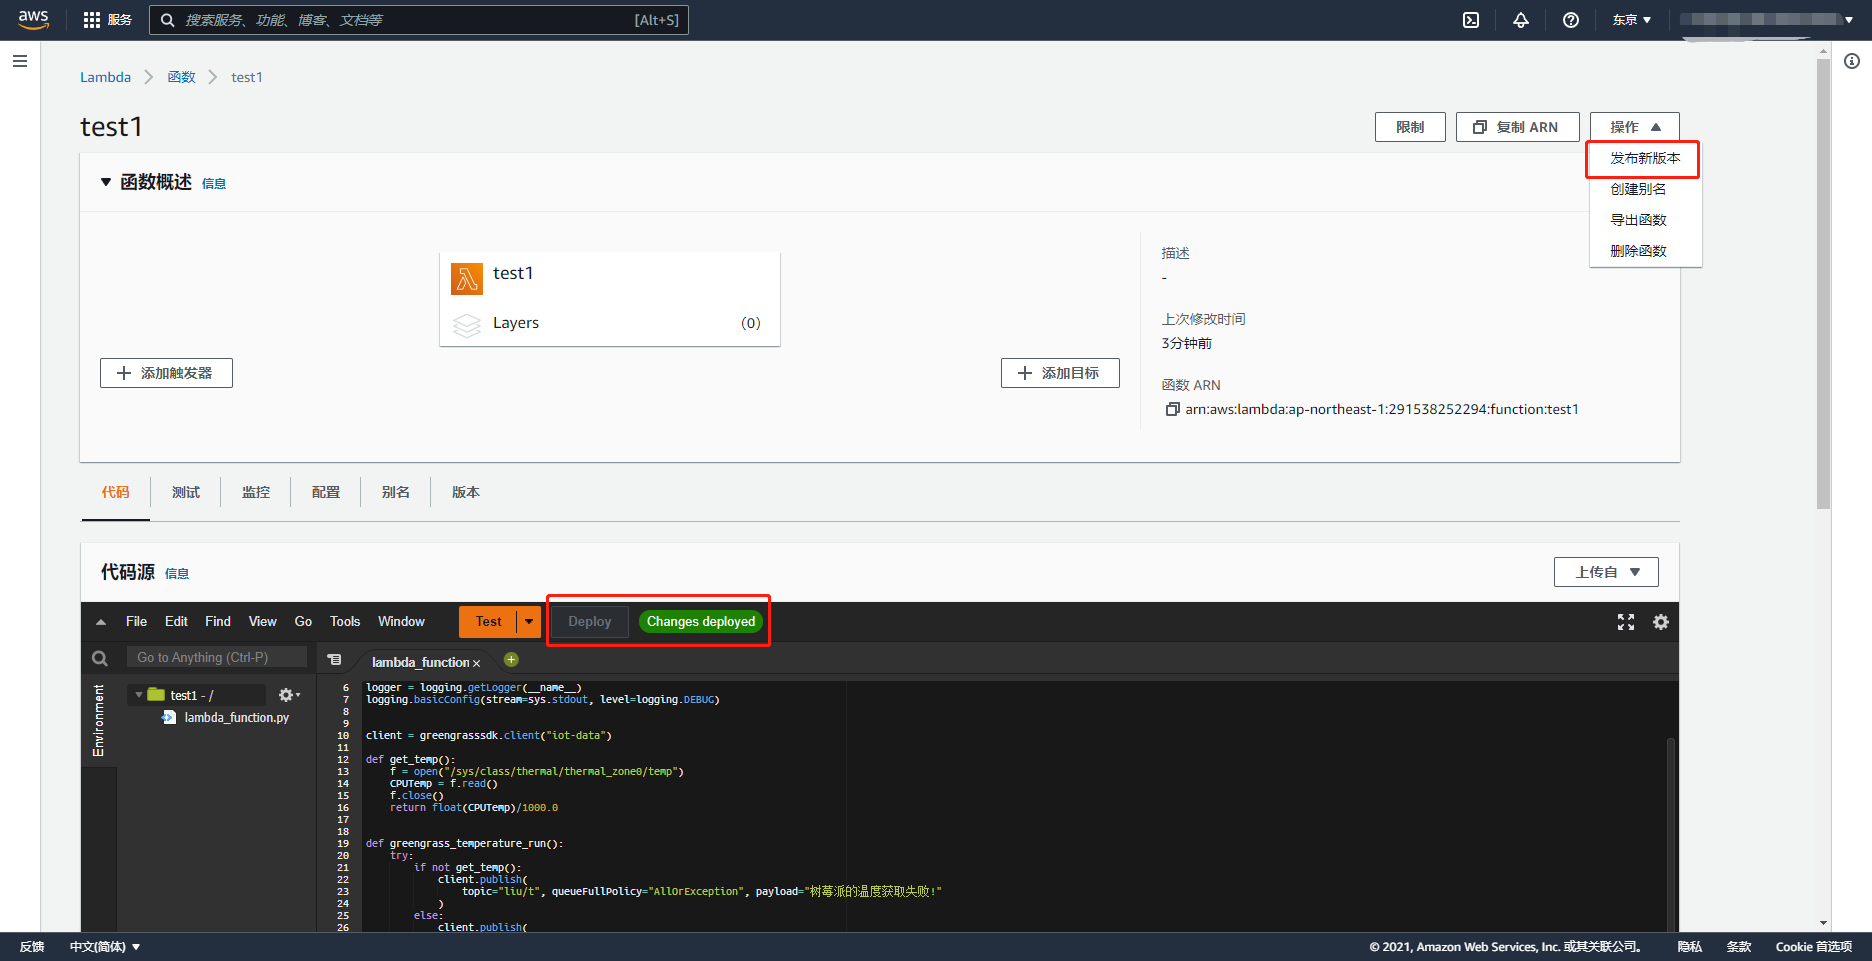 aws
服务
搜索服务、功能、博客、文档等
[Alt+S]
东京
Lambda
函数
test1
test1
限制
复制 ARN
操作
发布新版本
创建别名
导出函数
删除函数
函数概述 信息
test1
Layers
(0)
添加触发器
添加目标
描述
-
上次修改时间
3分钟前
函数 ARN
arn:aws:lambda:ap-northeast-1:291538252294:function:test1
代码
测试
监控
配置
别名
版本
代码源 信息
上传自
File Edit Find View Go Tools Window
Test
Deploy
Changes deployed
Go to Anything (Ctrl-P)
lambda_function
Environment
test1 - /
lambda_function.py
6 logger = logging.getLogger(__name__)
7 logging.basicConfig(stream=sys.stdout, level=logging.DEBUG)
8
9
10 client = greengrasssdk.client("iot-data")
11
12 def get_temp():
13 f = open("/sys/class/thermal/thermal_zone0/temp")
14 CPUTemp = f.read()
15 f.close()
16 return float(CPUTemp)/1000.0
17
18
19 def greengrass_temperature_run():
20 try:
21 if not get_temp():
22 client.publish(
23 topic="liu/t", queueFullPolicy="AllOrException", payload="树莓派的温度获取失败!"
24 )
25 else:
26 client.publish(
反馈
中文(简体)
© 2021, Amazon Web Services, Inc. 或其关联公司。
隐私
条款
Cookie 首选项